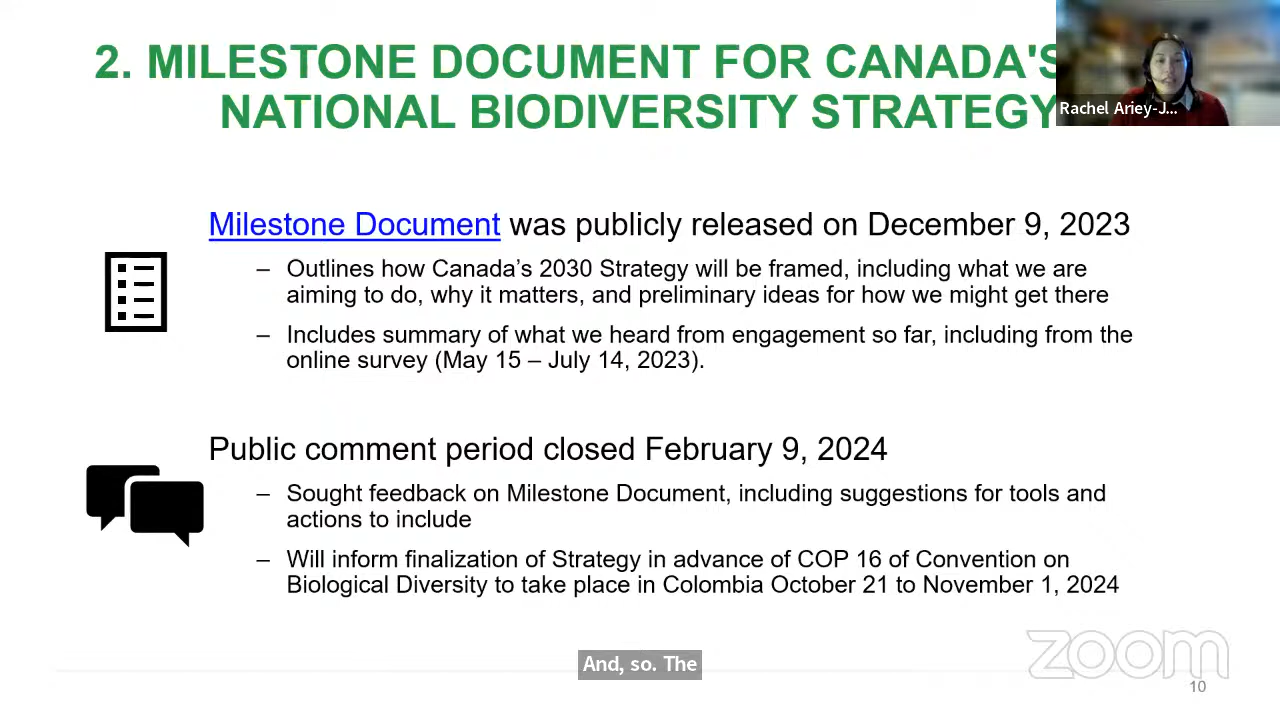 2. MILESTONE DOCUMENT FOR CANADA'S
NATIONAL BIODIVERSITY STRATEGY
Rachel Ariey-J...
Milestone Document was publicly released on December 9, 2023
– Outlines how Canada’s 2030 Strategy will be framed, including what we are
aiming to do, why it matters, and preliminary ideas for how we might get there
– Includes summary of what we heard from engagement so far, including from the
online survey (May 15 – July 14, 2023).
Public comment period closed February 9, 2024
– Sought feedback on Milestone Document, including suggestions for tools and
actions to include
– Will inform finalization of Strategy in advance of COP 16 of Convention on
Biological Diversity to take place in Colombia October 21 to November 1, 2024
And, so. The
zoom
10